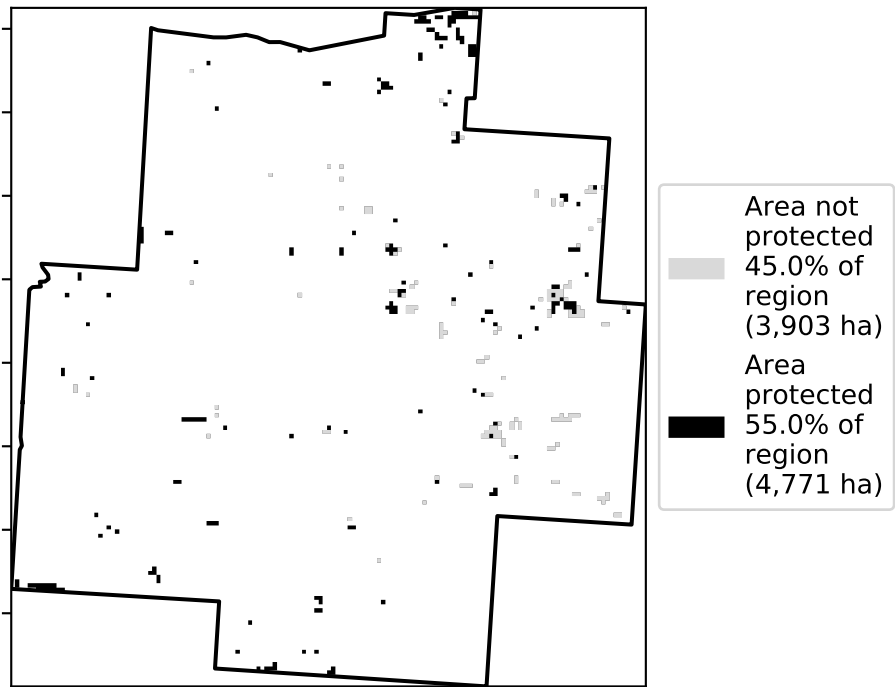 Area not
protected
45.0% of
region
(3,903 ha)
Area
protected
55.0% of
region
(4,771 ha)